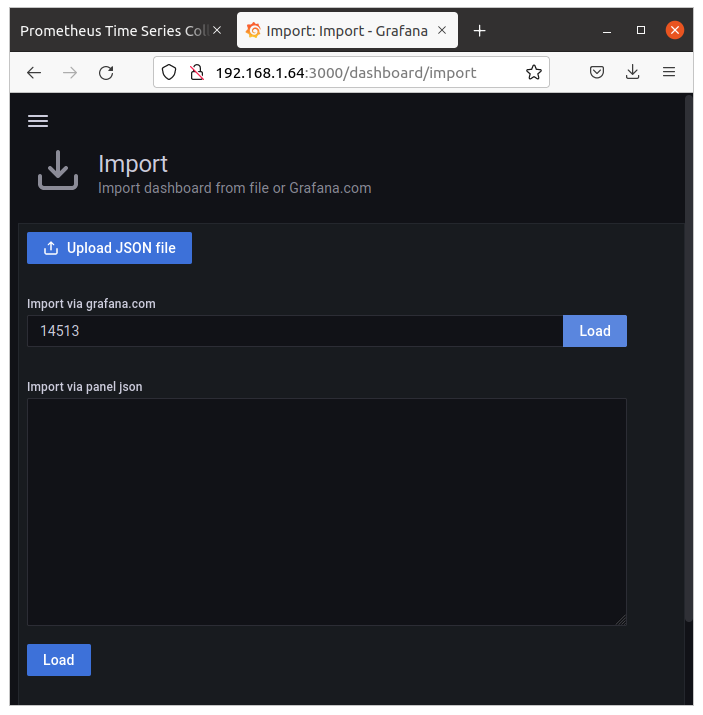 Prometheus Time Series Coll
Import: Import - Grafana
192.168.1.64:3000/dashboard/import
Import
Import dashboard from file or Grafana.com
Upload JSON file
Import via grafana.com
14513 Load
Import via panel json
Load